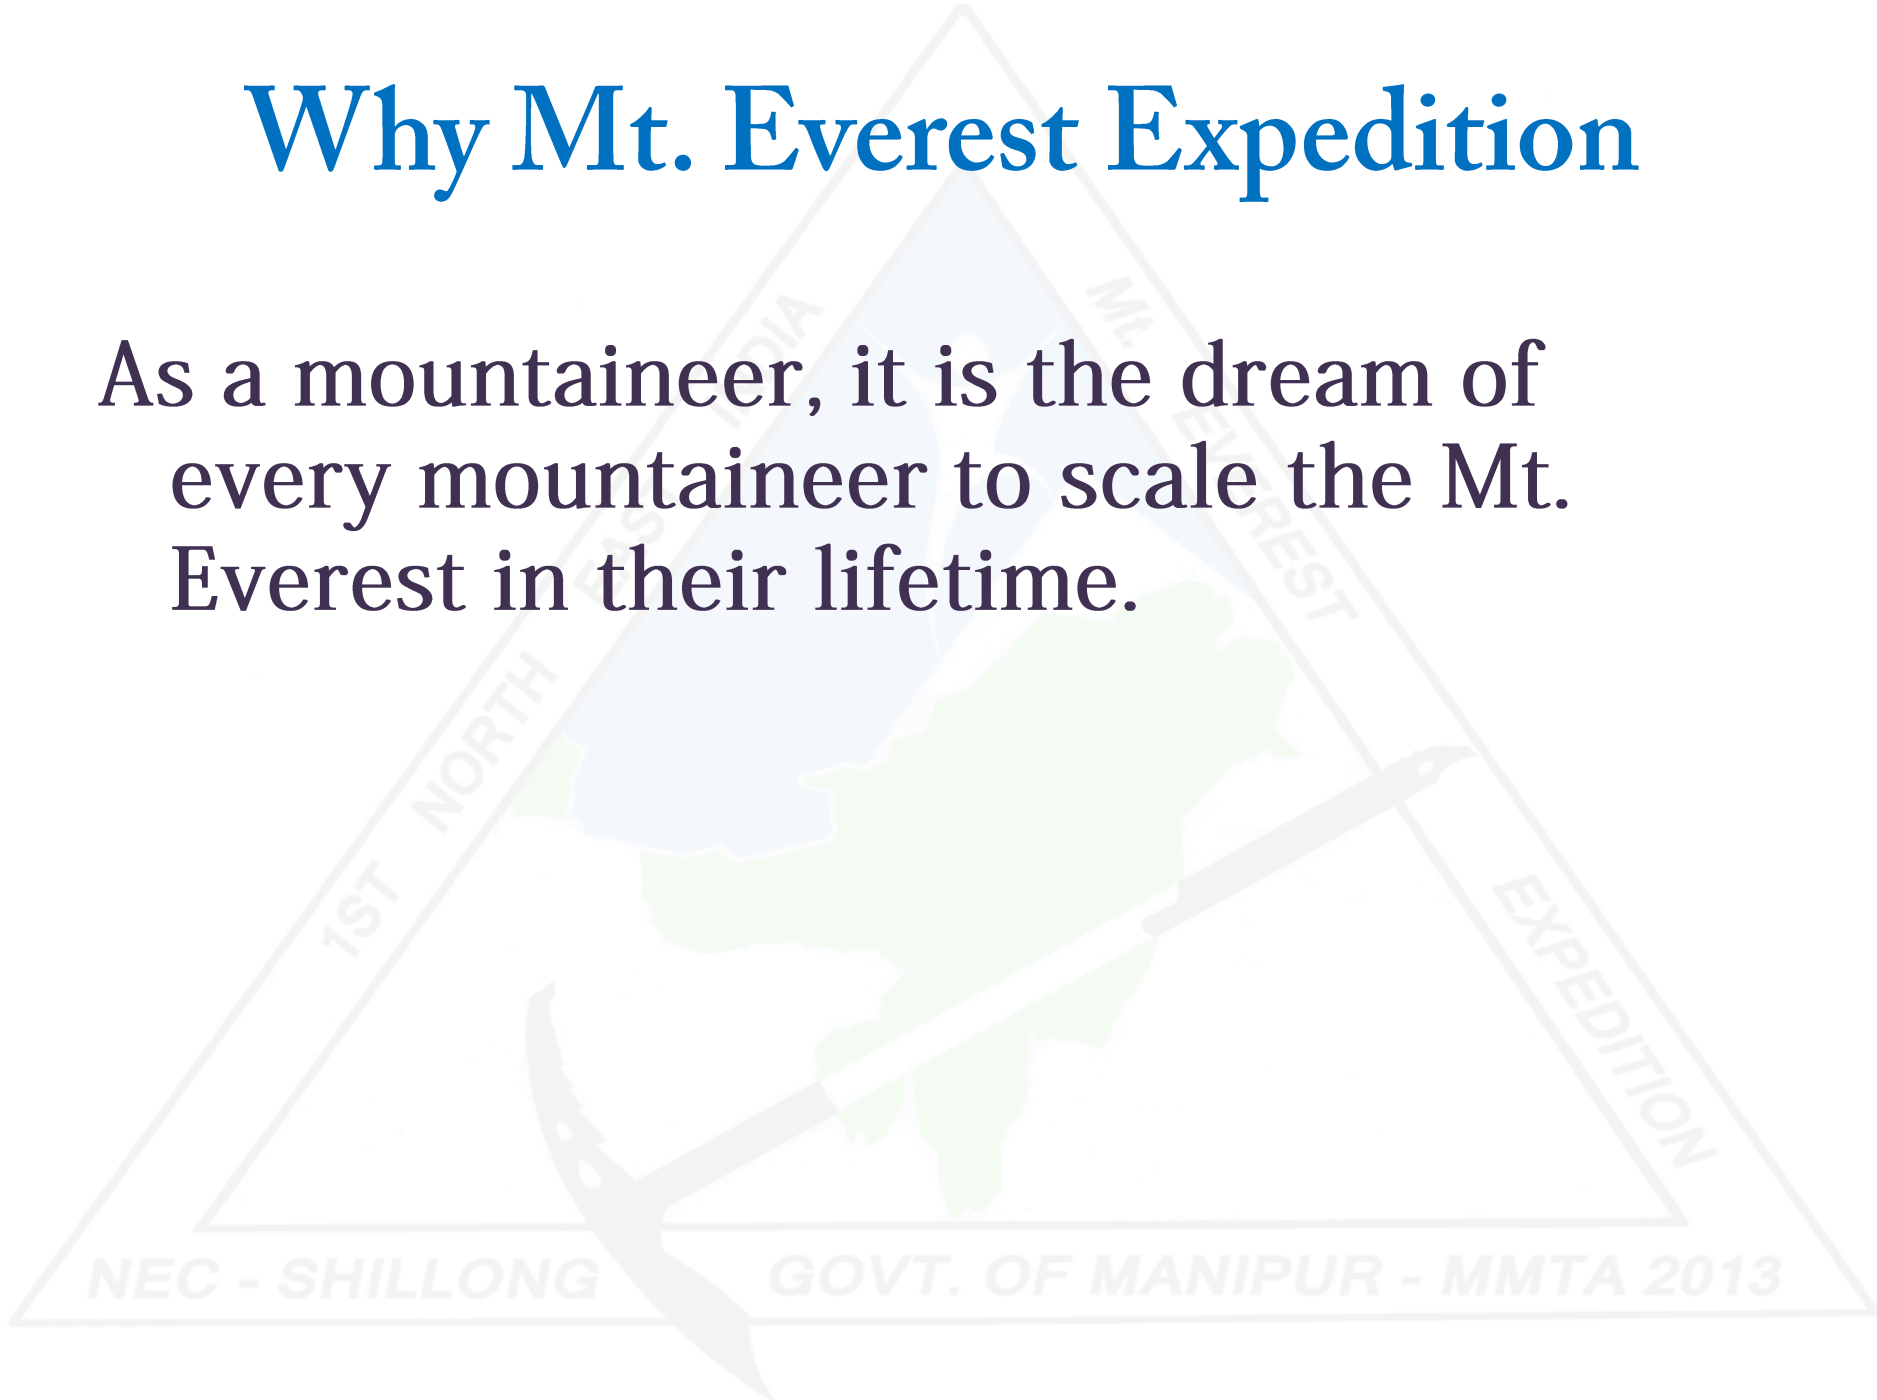 Why Mt. Everest Expedition
As a mountaineer, it is the dream of
every mountaineer to scale the Mt.
Everest in their lifetime.
1ST NORTH EAST INDIA
Mt. EVEREST EXPEDITION
NEC - SHILLONG GOVT. OF MANIPUR - MMTA 2013